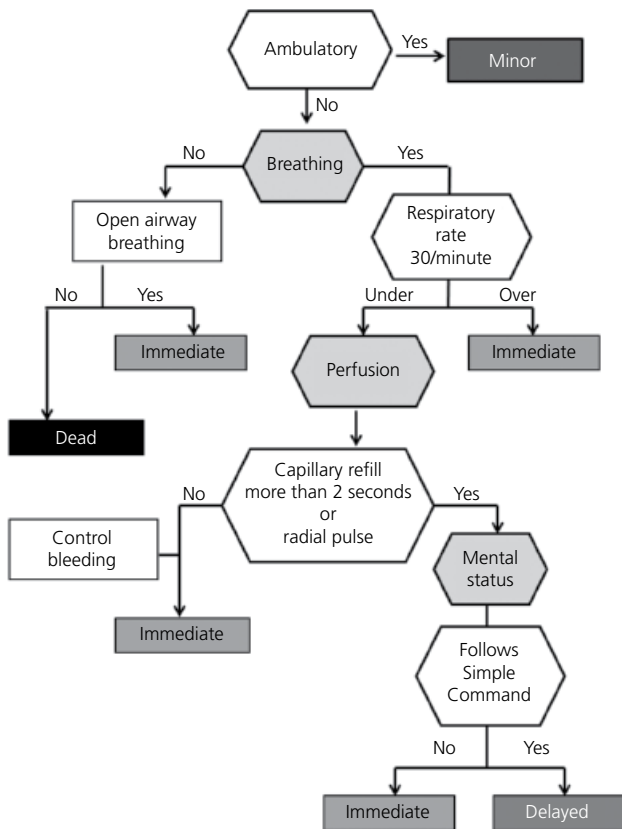 Ambulatory
Yes
Minor
No
No
Breathing
Yes
Open airway
breathing
Respiratory
rate
30/minute
No
Yes
Under
Over
Immediate
Immediate
Perfusion
Dead
Capillary refill
more than 2 seconds
or
radial pulse
No
Yes
Control
bleeding
Mental
status
Immediate
Follows
Simple
Command
No
Yes
Immediate
Delayed